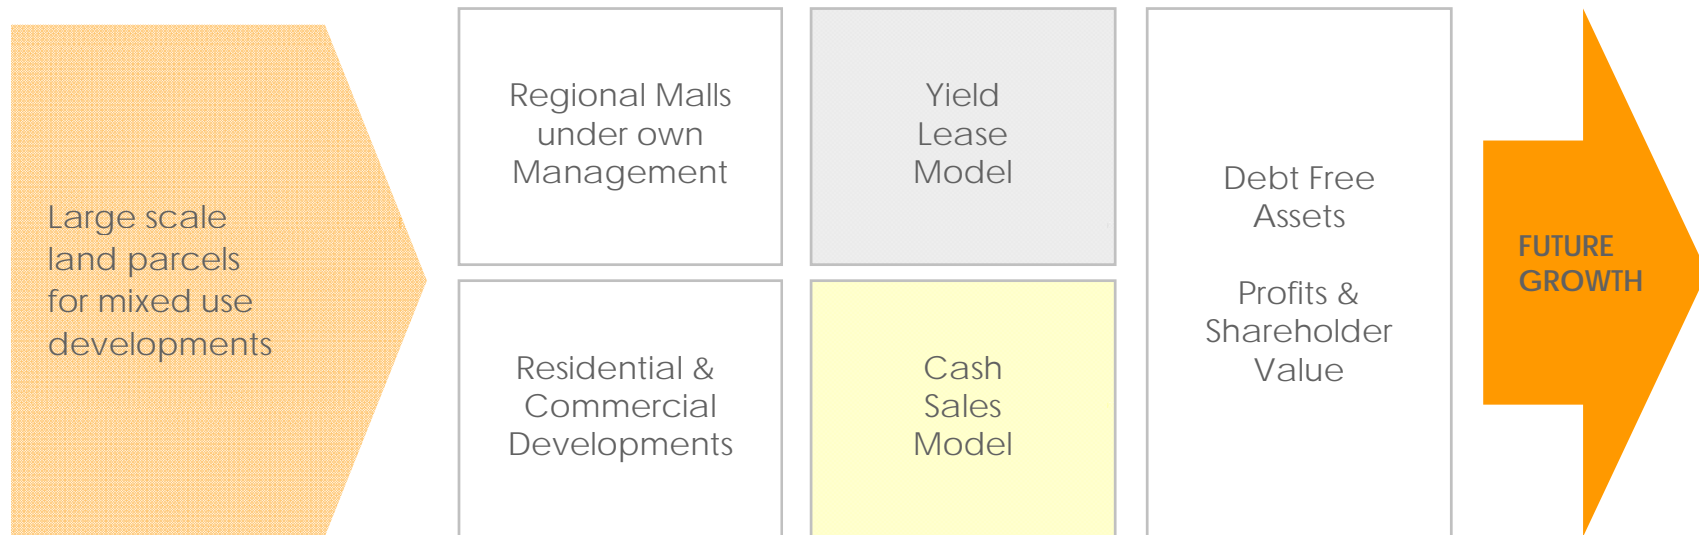 Large scale
land parcels
for mixed use
developments
Regional Malls
under own
Management
Yield
Lease
Model
Residential &
Commercial
Developments
Cash
Sales
Model
Debt Free
Assets
Profits &
Shareholder
Value
FUTURE
GROWTH